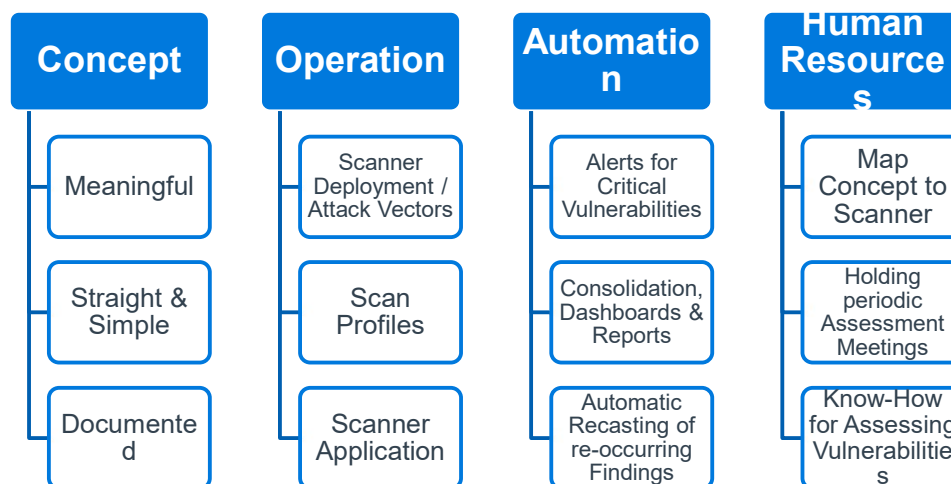 Concept
Meaningful
Straight &
Simple
Documente
d
Operation
Scanner
Deployment /
Attack Vectors
Scan
Profiles
Scanner
Application
Automatio
n
Alerts for
Critical
Vulnerabilities
Consolidation,
Dashboards &
Reports
Automatic
Recasting of
re-occurring
Findings
Human
Resource
s
Map
Concept to
Scanner
Holding
periodic
Assessment
Meetings
Know-How
for Assessing
Vulnerabilitie
s